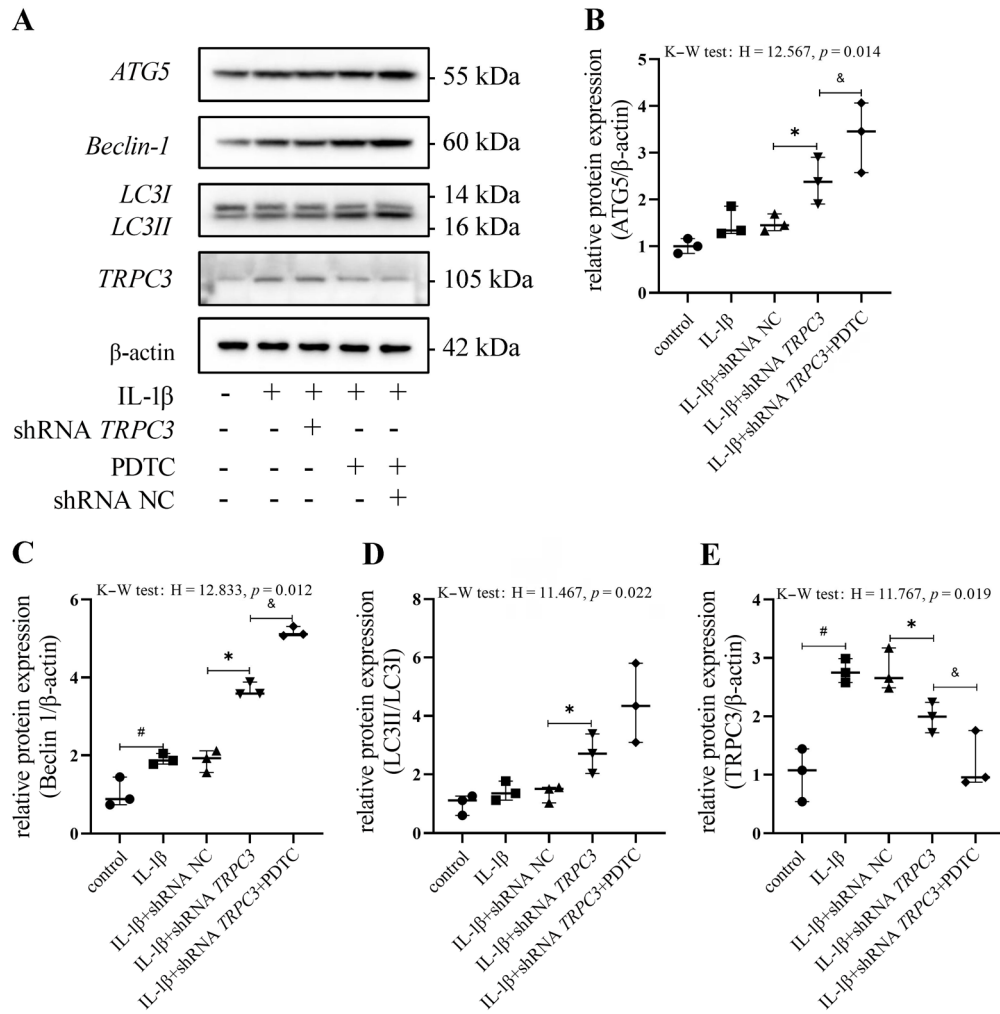 A
ATG5
- 55 kDa
Beclin-1
- 60 kDa
LC3I
- 14 kDa
LC3II
- 16 kDa
TRPC3
- 105 kDa
β-actin
- 42 kDa
IL-1β - + + + +
shRNA TRPC3 - - + - -
PDTC - - - + +
shRNA NC - - - - +
B
K–W test: H = 12.567, p = 0.014
relative protein expression
(ATG5/β-actin)
5
4
3
2
1
0
*
&
control
IL-1β
IL-1β+shRNA NC
IL-1β+shRNA TRPC3
IL-1β+shRNA TRPC3+PDTC
C
K–W test: H = 12.833, p = 0.012
relative protein expression
(Beclin 1/β-actin)
6
4
2
0
#
*
&
control
IL-1β
IL-1β+shRNA NC
IL-1β+shRNA TRPC3
IL-1β+shRNA TRPC3+PDTC
D
K–W test: H = 11.467, p = 0.022
relative protein expression
(LC3II/LC3I)
8
6
4
2
0
*
control
IL-1β
IL-1β+shRNA NC
IL-1β+shRNA TRPC3
IL-1β+shRNA TRPC3+PDTC
E
K–W test: H = 11.767, p = 0.019
relative protein expression
(TRPC3/β-actin)
4
3
2
1
0
#
*
&
control
IL-1β
IL-1β+shRNA NC
IL-1β+shRNA TRPC3
IL-1β+shRNA TRPC3+PDTC